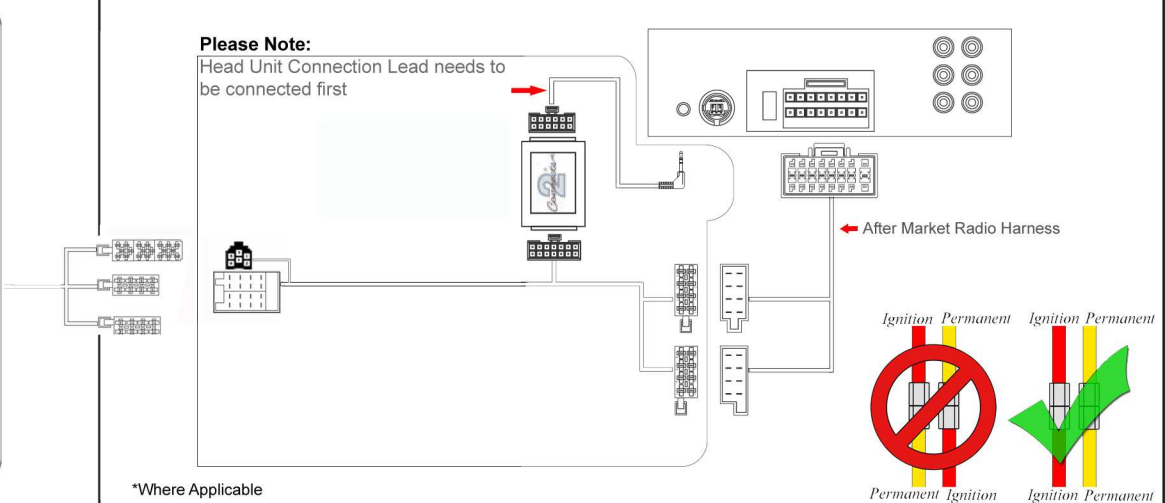 Please Note:
Head Unit Connection Lead needs to
be connected first
After Market Radio Harness
Ignition Permanent Ignition Permanent
Permanent Ignition Ignition Permanent
*Where Applicable
2